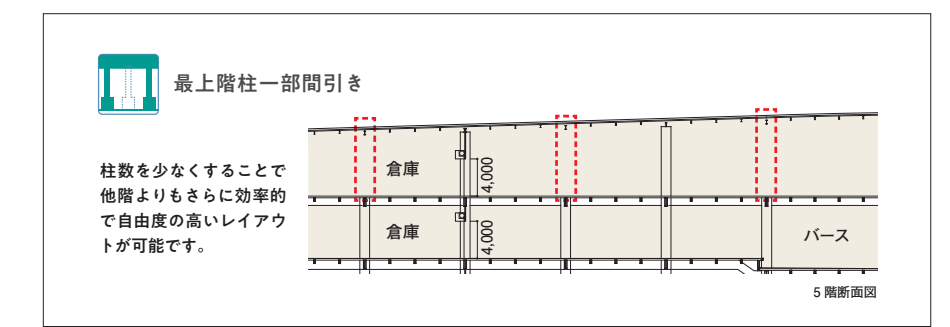 最上階柱一部間引き
柱数を少なくすることで
他階よりもさらに効率的
で自由度の高いレイアウ
トが可能です。
倉庫
4,000
倉庫
4,000
バース
5 階断面図